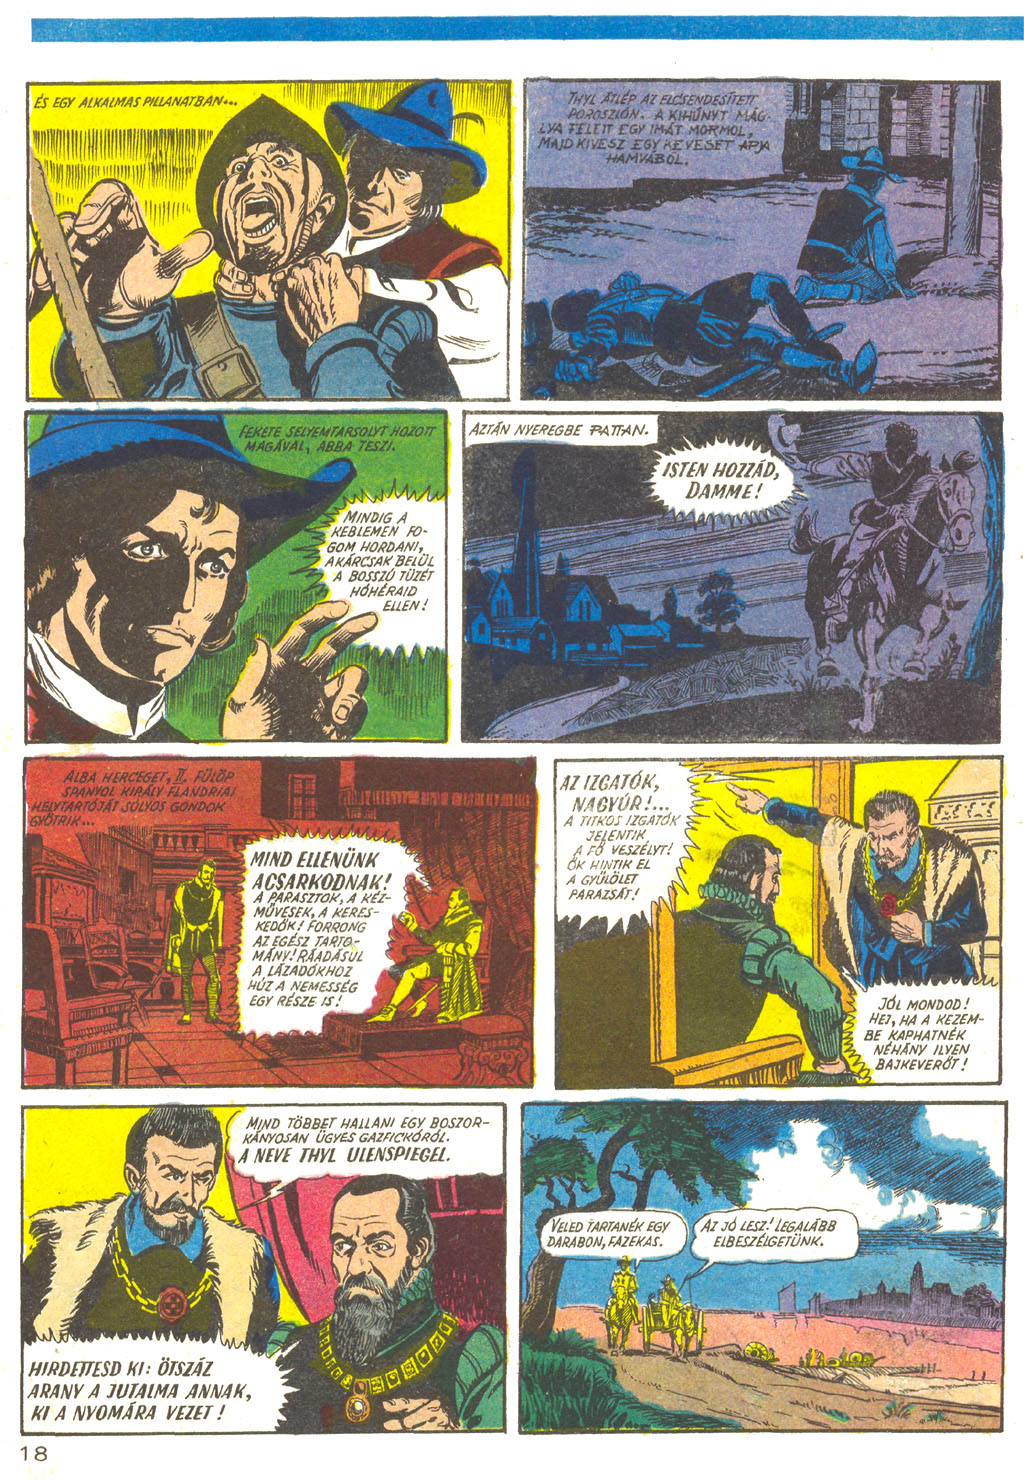 ÉS EGY ALKALMAS PILLANATBAN...
THYL ÁTLÉP AZ ELCSENDESÍTETT
POROSZLÓN. A KIHŰNYT MÁG-
LYA FELETT EGY IMÁT MORMOL,
MAJD KIVESZ EGY KEVESET APJA
HAMVÁBÓL.
FEKETE SELYEMTARSOLYT HOZOTT
MAGÁVAL, ABBA TESZI.
MINDIG A
KEBLEMEN FO-
GOM HORDANI,
AKÁRCSAK BELÜL
A BOSSZÚ TÜZÉT
HÓHÉRAID
ELLEN!
AZTÁN NYEREGBE PATTAN.
ISTEN HOZZÁD,
DAMME!
ALBA HERCEGET, II. FÜLÖP
SPANYOL KIRÁLY FLANDRIAI
HELYTARTÓJÁT SÚLYOS GONDOK
GYÖTRIK...
MIND ELLENÜNK
ACSARKODNAK!
A PARASZTOK, A KÉZ-
MŰVESEK, A KERES-
KEDŐK! FORRONG
AZ EGÉSZ TARTO-
MÁNY! RÁADÁSUL
A LÁZADÓKHOZ
HÚZ A NEMESSÉG
EGY RÉSZE IS!
AZ IZGATÓK,
NAGYÚR!...
A TITKOS IZGATÓK
JELENTIK
A FŐ VESZÉLYT!
ŐK HINTIK EL
A GYŰLÖLET
PARAZSÁT!
JÓL MONDOD!
HEJ, HA A KEZEM-
BE KAPHATNÉK
NÉHÁNY ILYEN
BAJKEVERŐT!
MIND TÖBBET HALLANI EGY BOSZOR-
KÁNYOSAN ÜGYES GAZFICKÓRÓL.
A NEVE THYL ULENSPIEGEL.
HIRDETTESD KI: ÖTSZÁZ
ARANY A JUTALMA ANNAK,
KI A NYOMÁRA VEZET!
VELED TARTANÉK EGY
DARABON, FAZEKAS.
AZ JÓ LESZ! LEGALÁBB
ELBESZÉLGETÜNK.
18